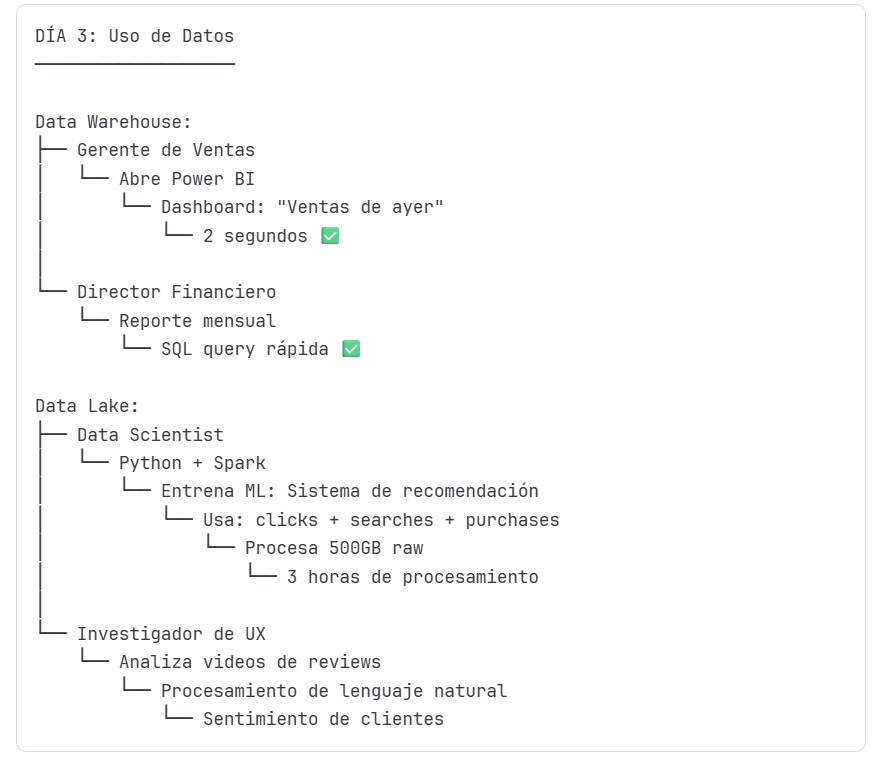 DÍA 3: Uso de Datos
───────────────────
Data Warehouse:
├── Gerente de Ventas
│   └── Abre Power BI
│       └── Dashboard: "Ventas de ayer"
│           └── 2 segundos ✅
│
└── Director Financiero
    └── Reporte mensual
        └── SQL query rápida ✅
Data Lake:
├── Data Scientist
│   └── Python + Spark
│       └── Entrena ML: Sistema de recomendación
│           └── Usa: clicks + searches + purchases
│               └── Procesa 500GB raw
│                   └── 3 horas de procesamiento
│
└── Investigador de UX
    └── Analiza videos de reviews
        └── Procesamiento de lenguaje natural
            └── Sentimiento de clientes